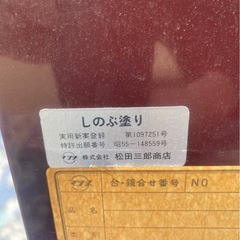 しのぶ塗り
実用新案登録 第1097251号
特許出願番号 昭55-148559号
株式会社 松田三郎商店
台・鏡合せ番号 NO